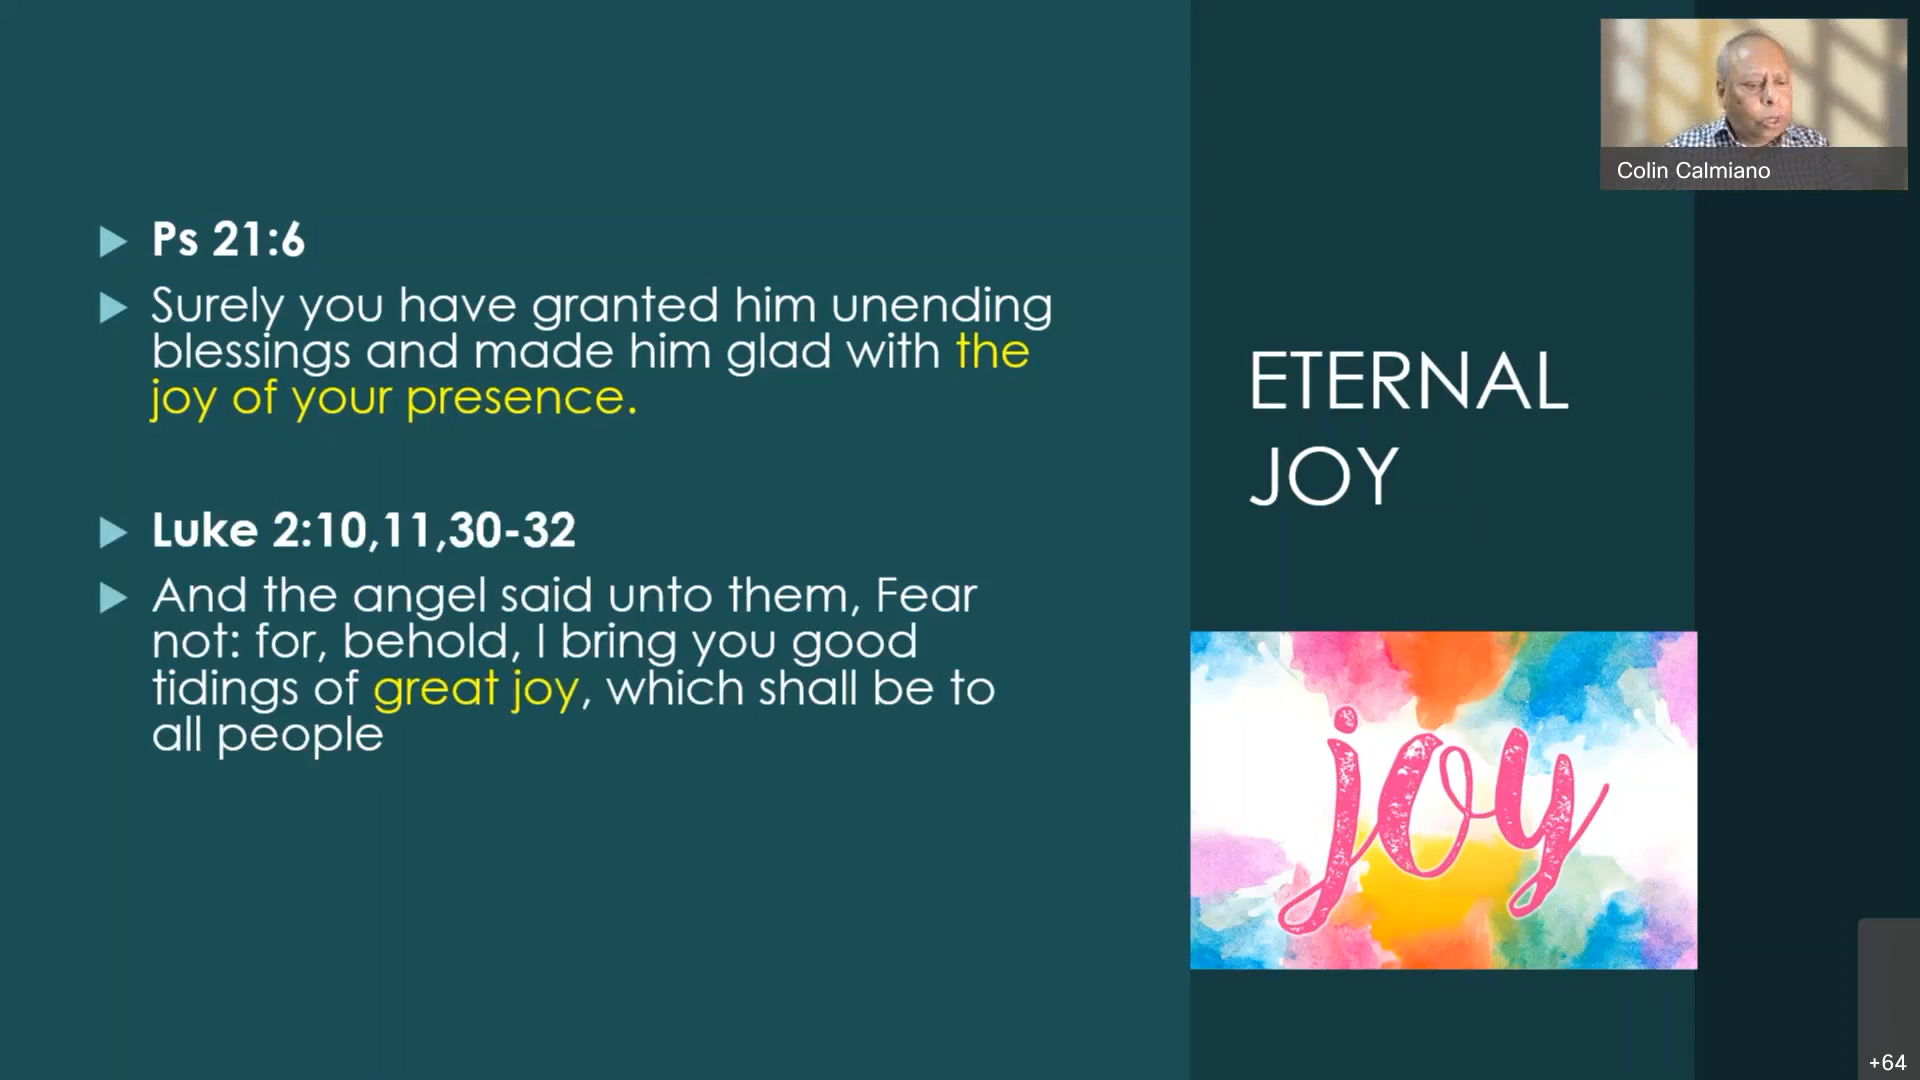 Ps 21:6
Surely you have granted him unending
blessings and made him glad with the
joy of your presence.
Luke 2:10,11,30-32
And the angel said unto them, Fear
not: for, behold, I bring you good
tidings of great joy, which shall be to
all people
ETERNAL
JOY
joy
Colin Calmiano
+64